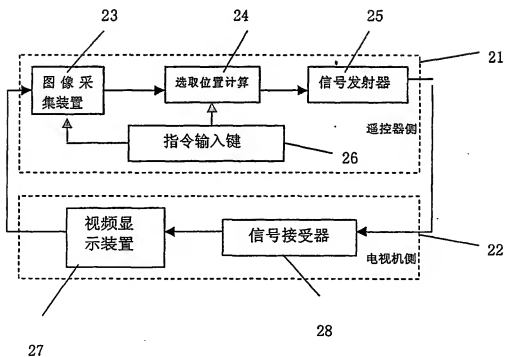 23
24
25
21
图像采
集装置
选取位置计算
信号发射器
指令输入键
遥控器侧
26
视频显
示装置
信号接受器
电视机侧
22
27
28